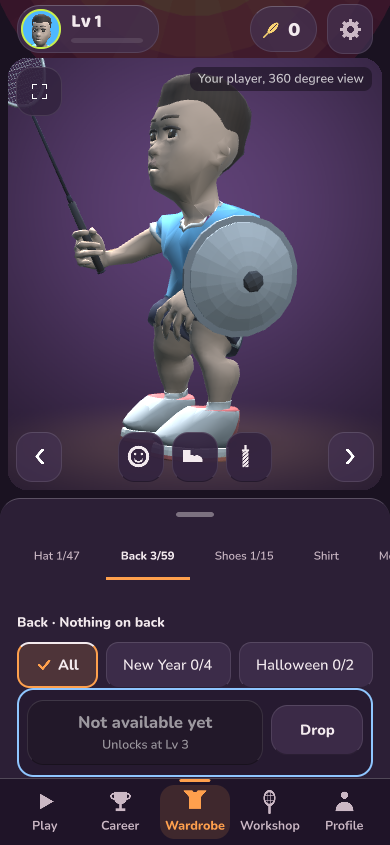 Lv 1
0
Your player, 360 degree view
Hat 1/47
Back 3/59
Shoes 1/15
Shirt
Back · Nothing on back
All
New Year 0/4
Halloween 0/2
Not available yet
Unlocks at Lv 3
Drop
Play
Career
Wardrobe
Workshop
Profile